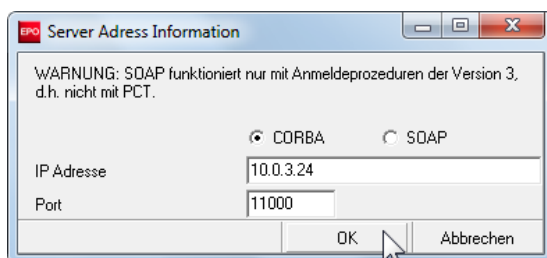 EPO Server Adress Information
WARNUNG: SOAP funktioniert nur mit Anmeldeprozeduren der Version 3,
d.h. nicht mit PCT.
CORBA SOAP
IP Adresse 10.0.3.24
Port 11000
OK Abbrechen